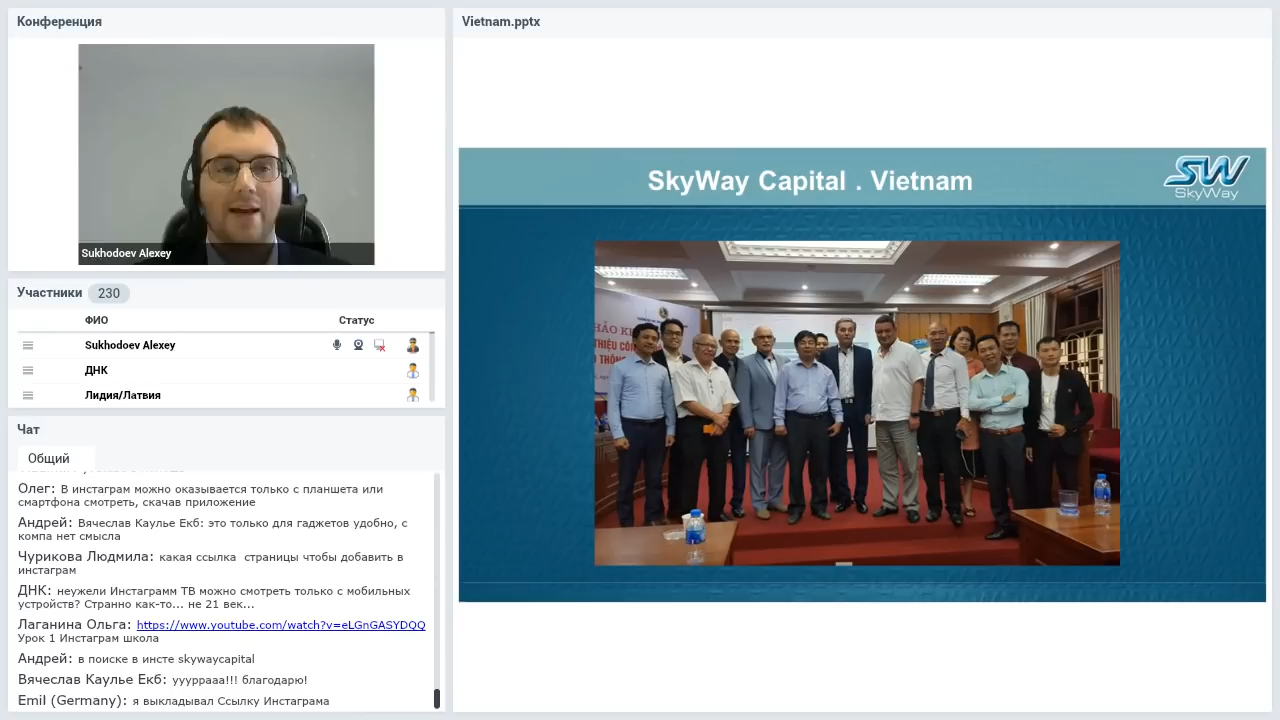 Конференция
Sukhodoev Alexey
Участники 230
ФИО Статус
Sukhodoev Alexey
ДНК
Лидия/Латвия
Чат
Общий
Олег: В инстаграм можно оказывается только с планшета или
смартфона смотреть, скачав приложение
Андрей: Вячеслав Каулье Екб: это только для гаджетов удобно, с
компа нет смысла
Чурикова Людмила: какая ссылка страницы чтобы добавить в
инстаграм
ДНК: неужели Инстаграмм ТВ можно смотреть только с мобильных
устройств? Странно как-то... не 21 век...
Лаганина Ольга: https://www.youtube.com/watch?v=eLGnGASYDQQ
Урок 1 Инстаграм школа
Андрей: в поиске в инсте skywaycapital
Вячеслав Каулье Екб: ууурраaa!!! благодарю!
Emil (Germany): я выкладывал Ссылку Инстаграма
Vietnam.pptx
SkyWay Capital . Vietnam
SW
SkyWay